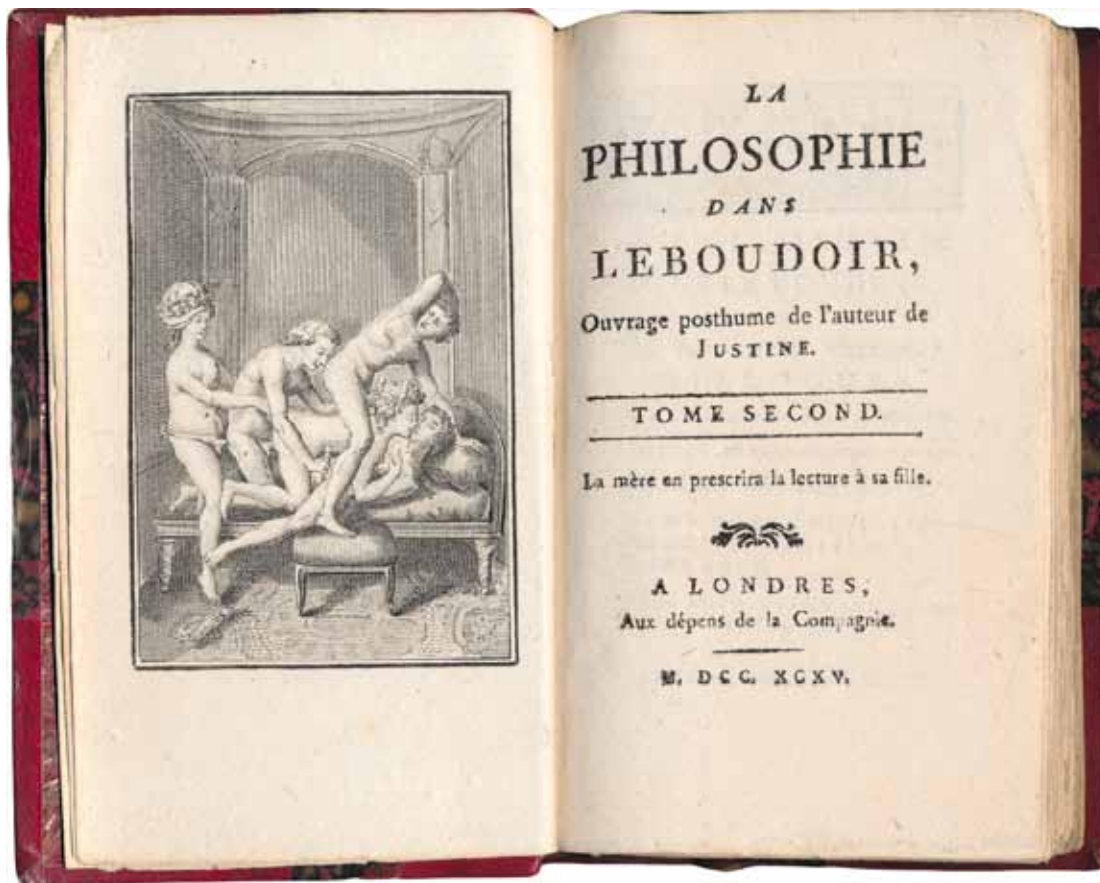 LA
PHILOSOPHIE
DANS
LEBOUDOIR,
Ouvrage posthume de l'auteur de
JUSTINE.
TOME SECOND.
La mère en prescrira la lecture à sa fille.
A LONDRES,
Aux dépens de la Compagnie.
M. DCC. XCXV.